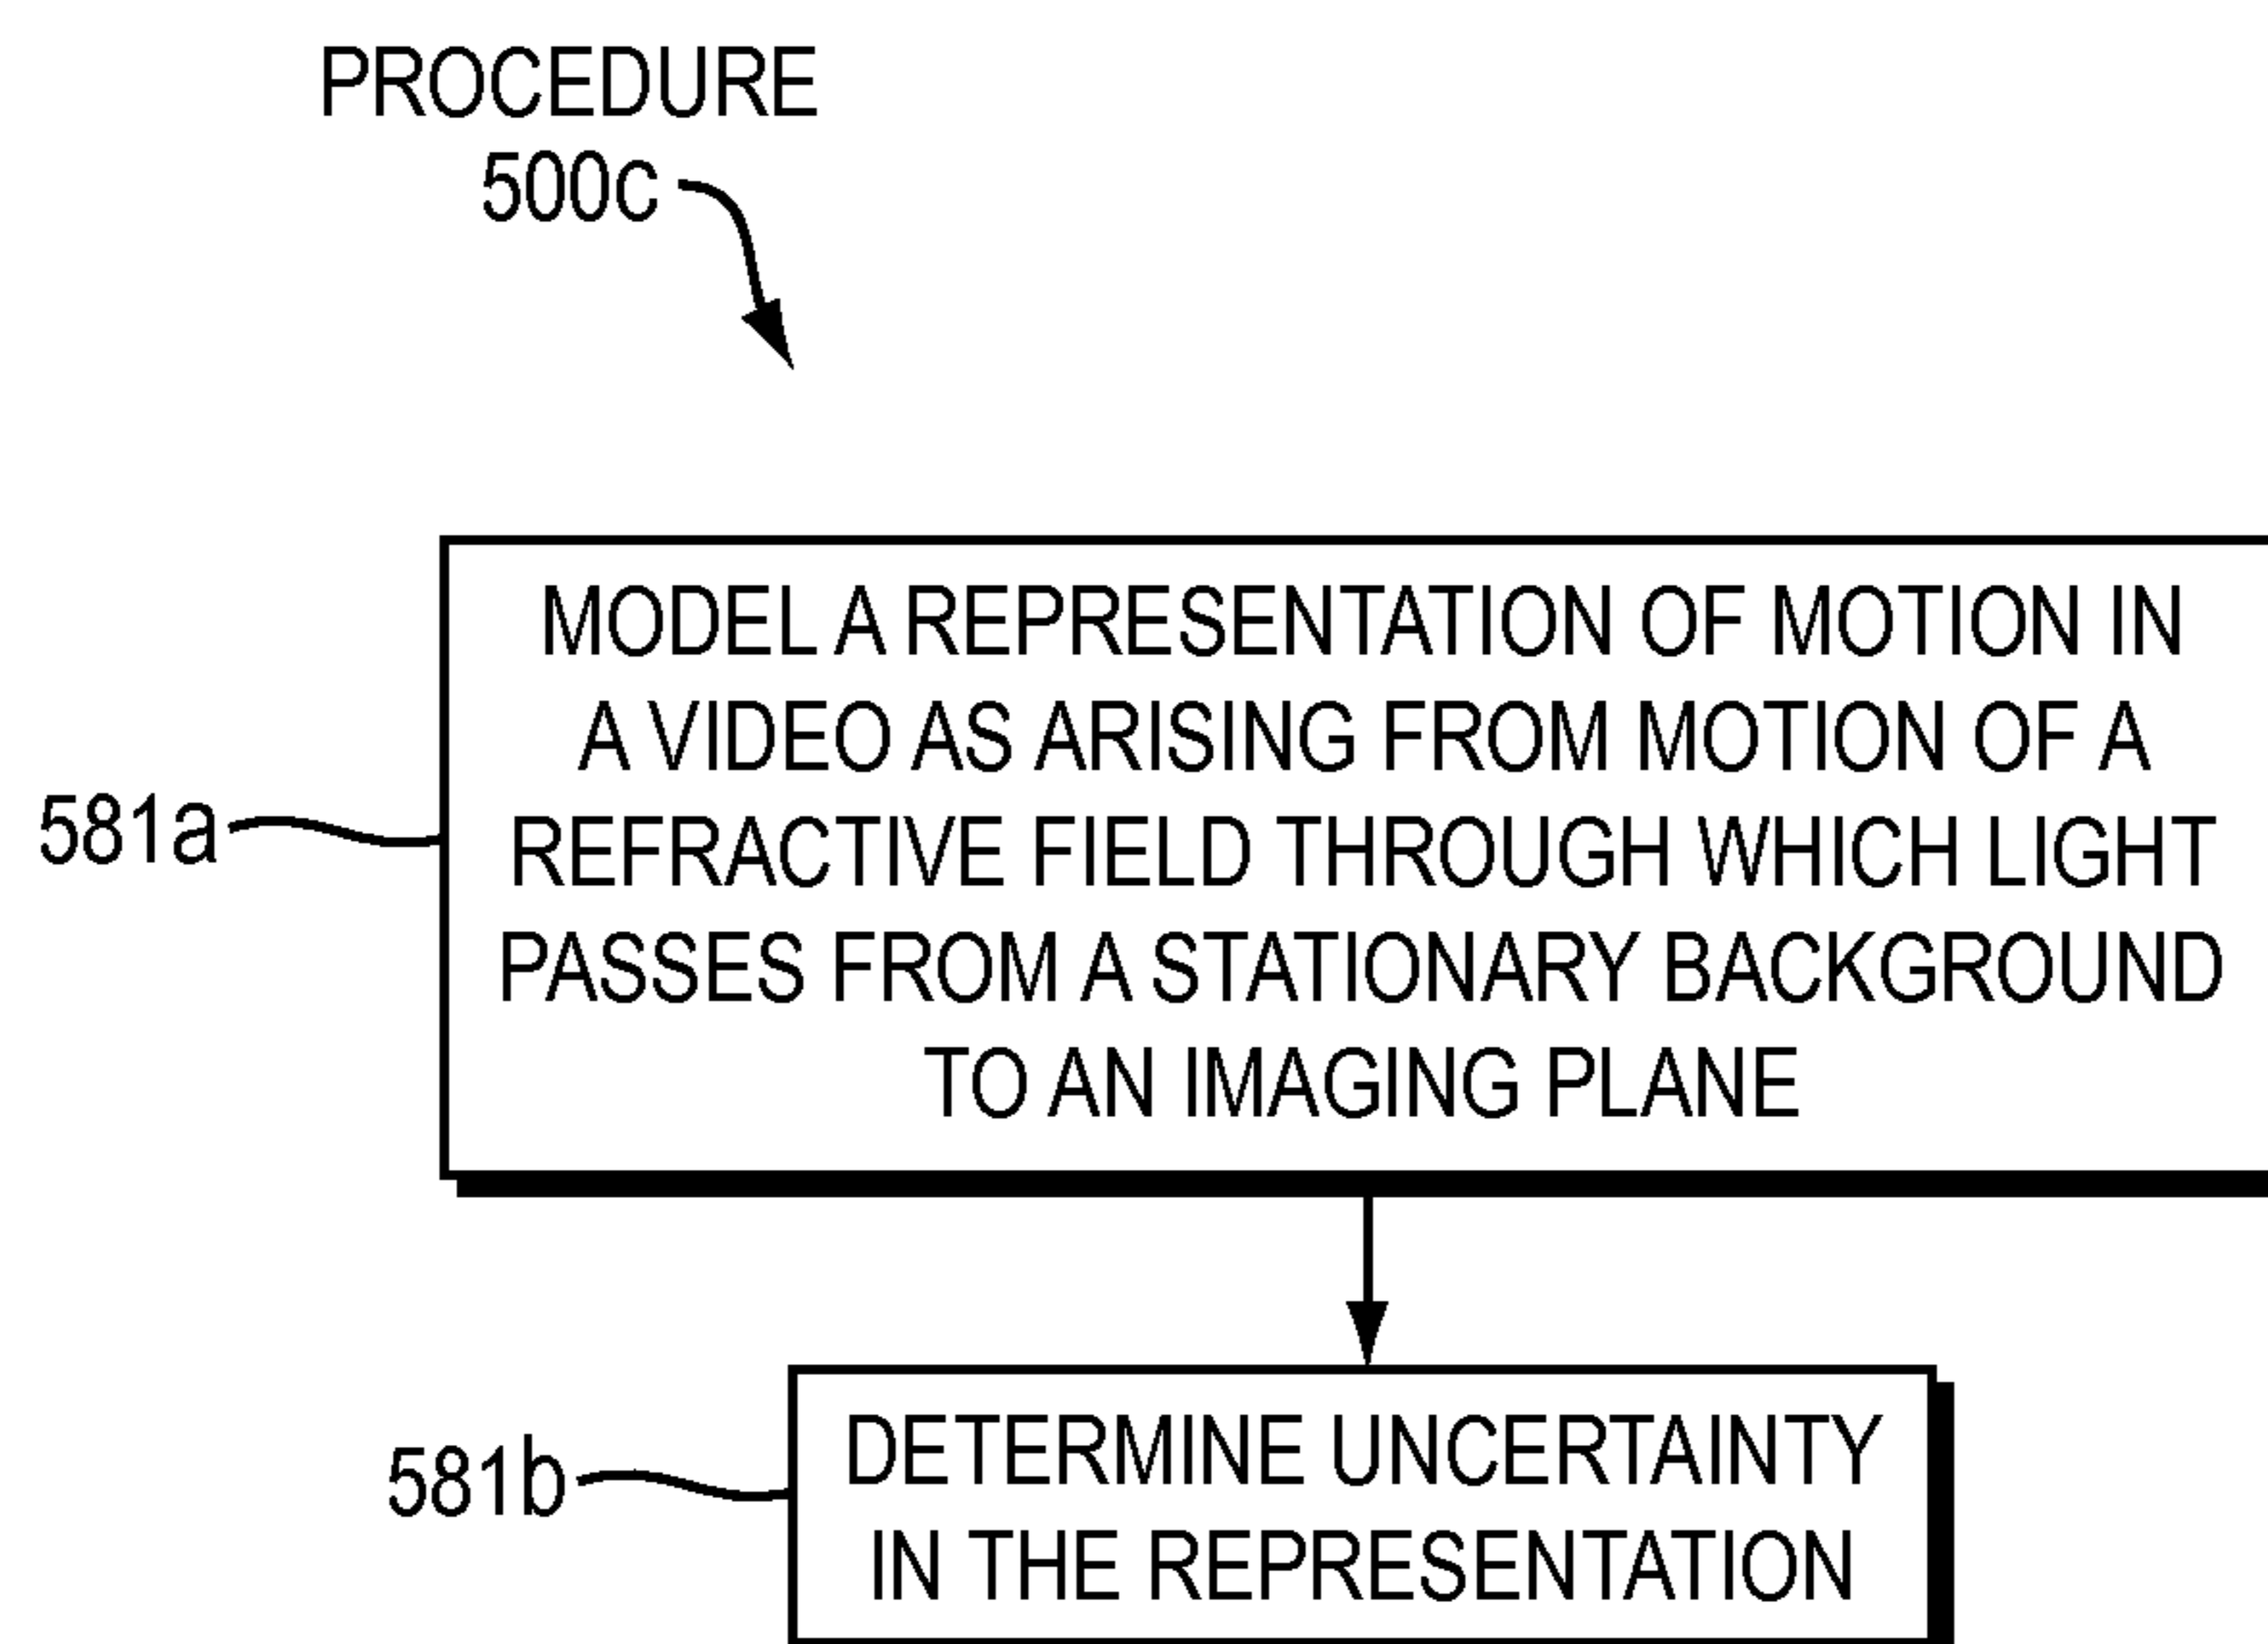 PROCEDURE
500c
MODEL A REPRESENTATION OF MOTION IN
A VIDEO AS ARISING FROM MOTION OF A
REFRACTIVE FIELD THROUGH WHICH LIGHT
PASSES FROM A STATIONARY BACKGROUND
TO AN IMAGING PLANE
581a
DETERMINE UNCERTAINTY
IN THE REPRESENTATION
581b